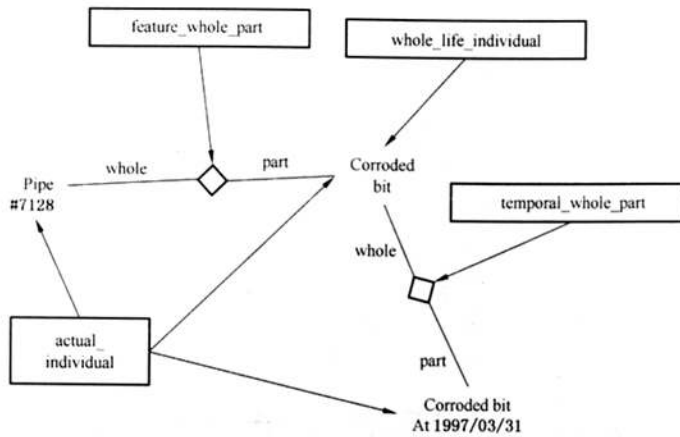 feature_whole_part
whole_life_individual
whole
part
Pipe
#7128
Corroded
bit
temporal_whole_part
whole
actual_
individual
part
Corroded bit
At 1997/03/31